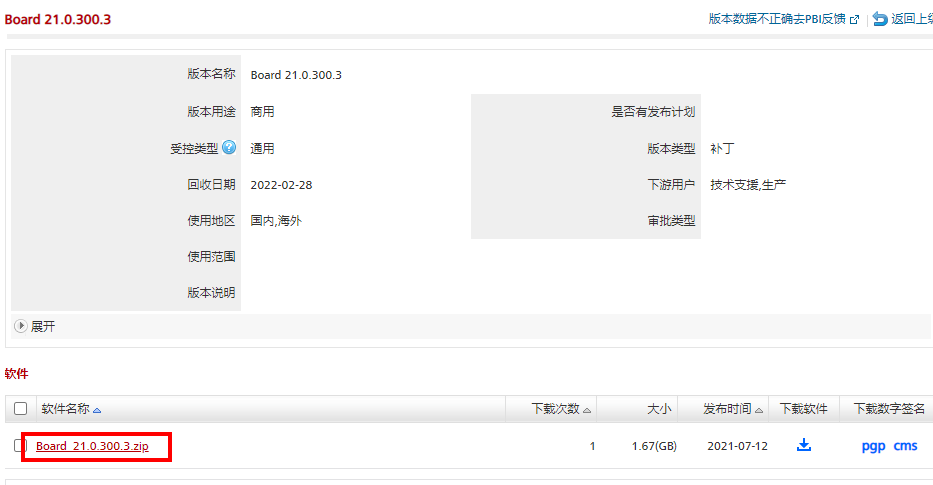 Board 21.0.300.3 版本数据不正确去PBI反馈 返回上级
版本名称 Board 21.0.300.3
版本用途 商用 是否有发布计划
受控类型 ? 通用 版本类型 补丁
回收日期 2022-02-28 下游用户 技术支援,生产
使用地区 国内,海外 审批类型
使用范围
版本说明
展开
软件
软件名称 下载次数 大小 发布时间 下载软件 下载数字签名
Board_21.0.300.3.zip 1 1.67(GB) 2021-07-12 pgp cms